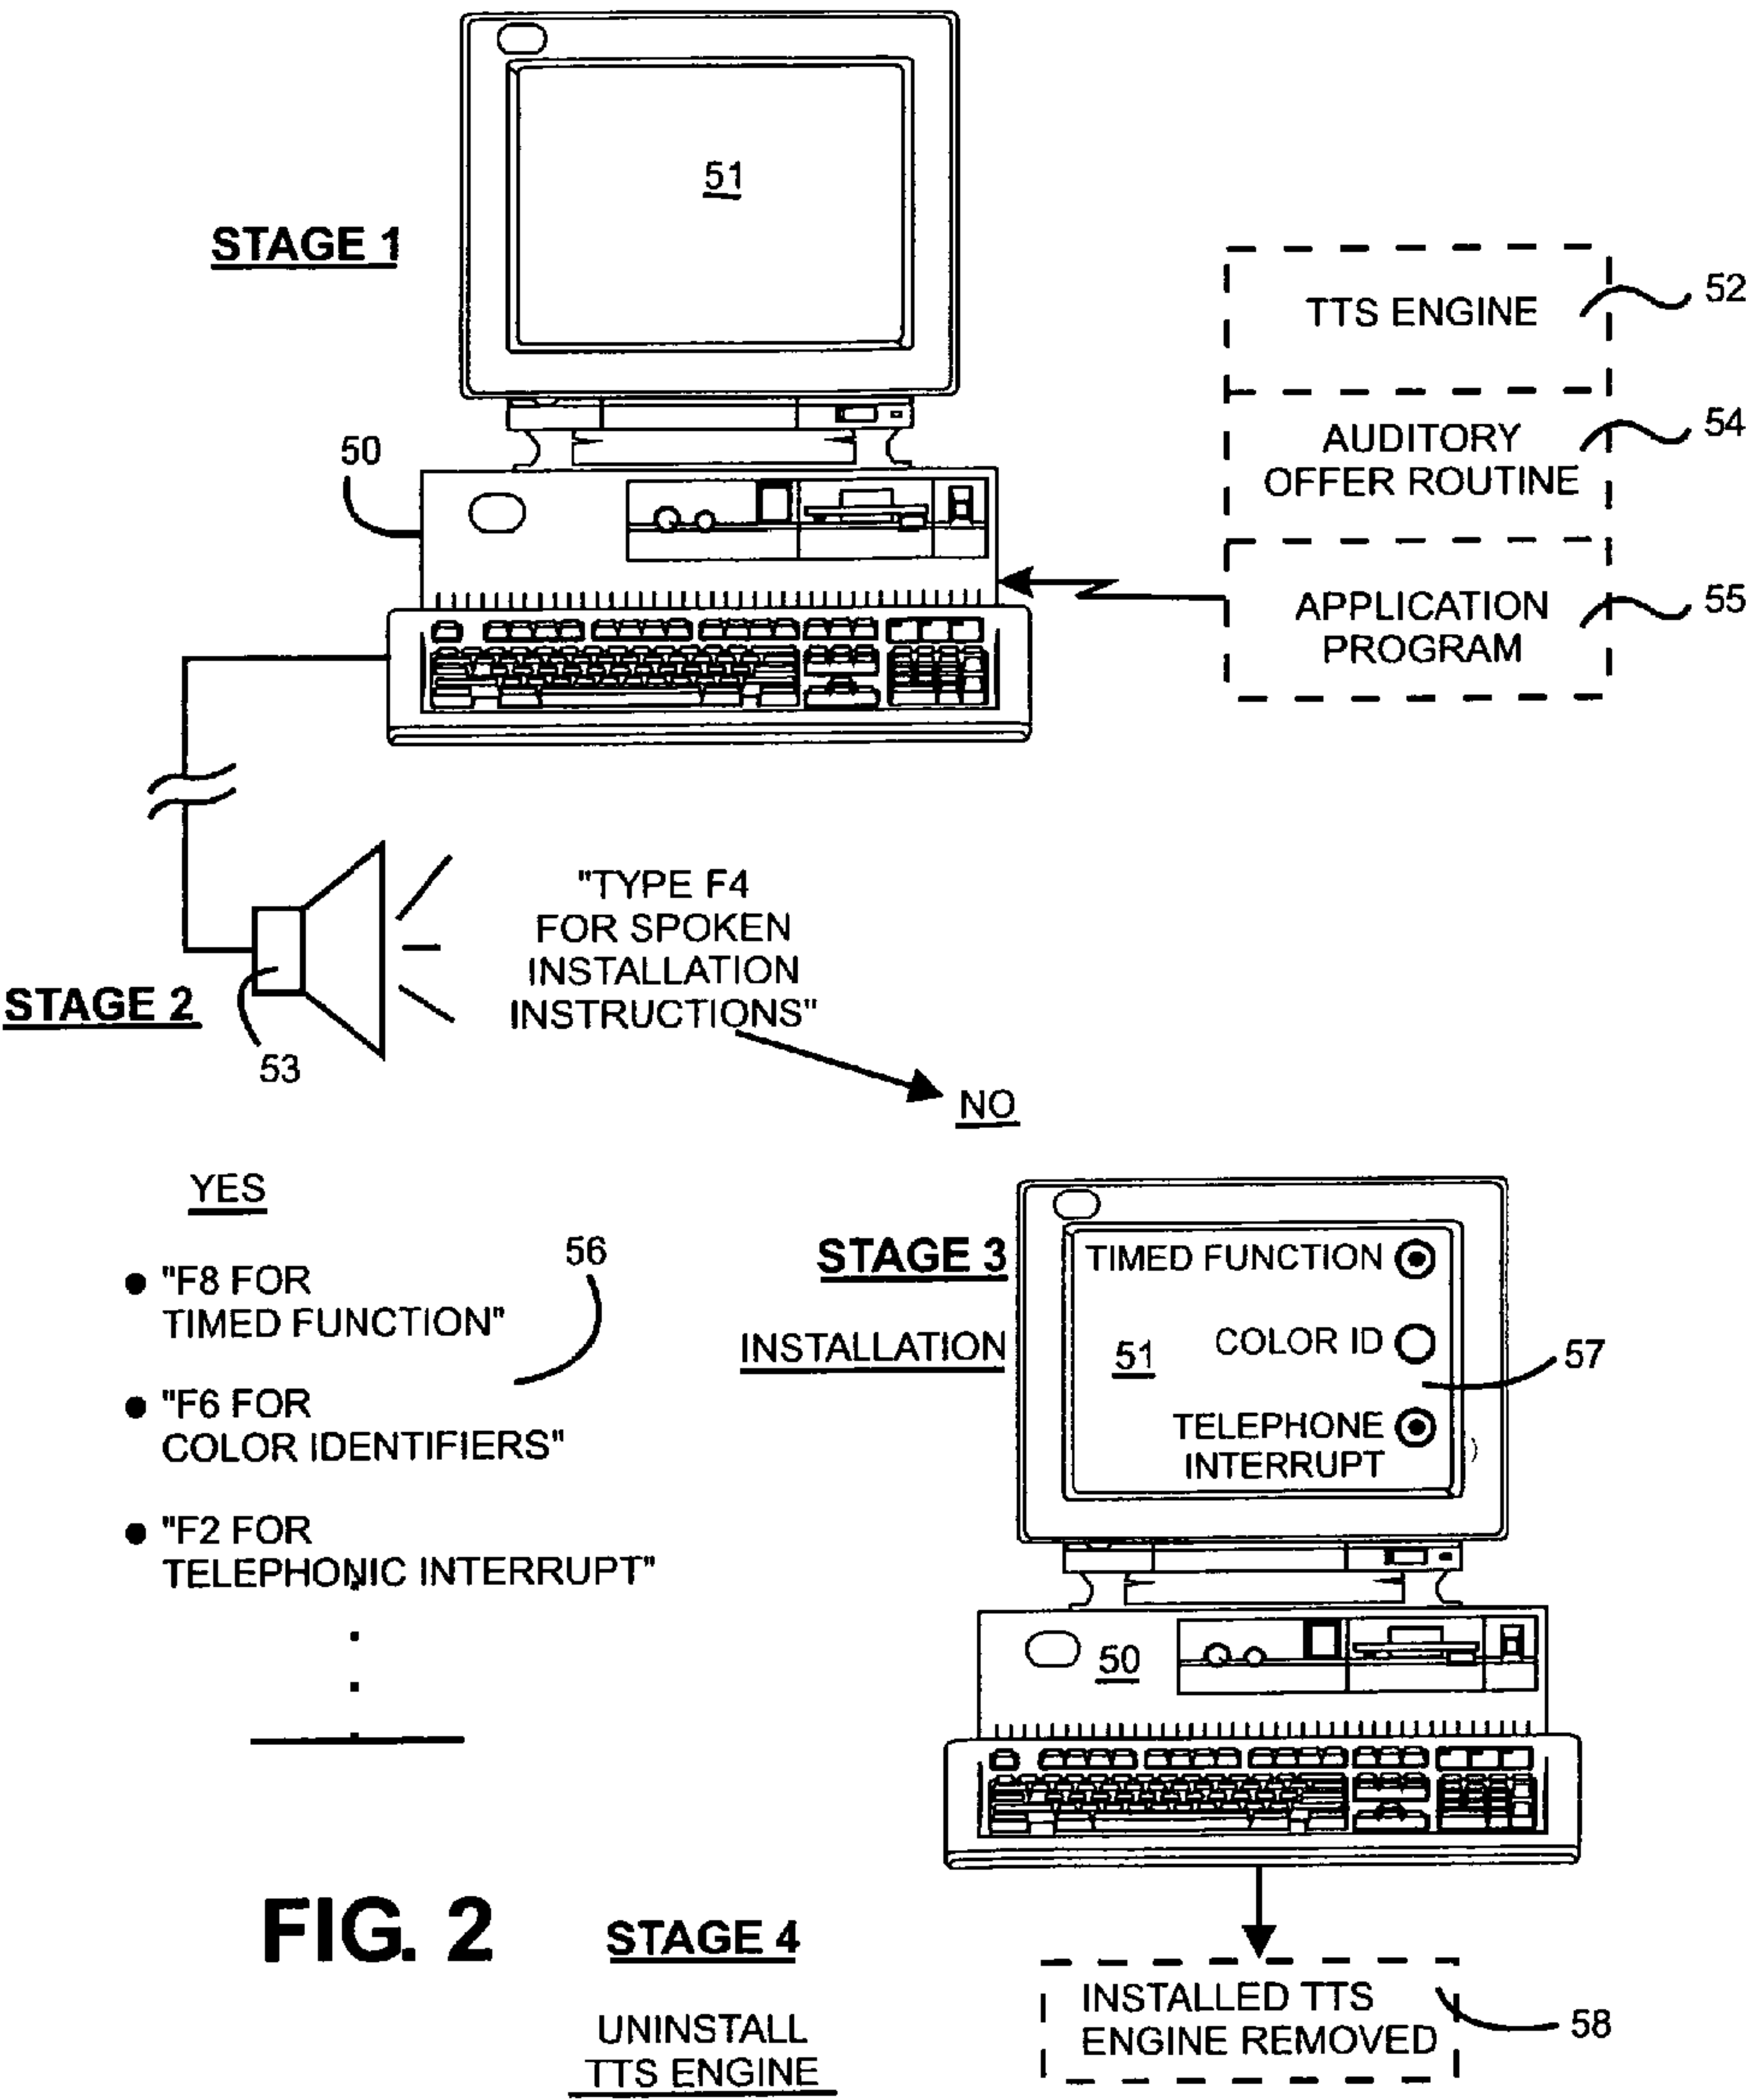 51
STAGE 1
TTS ENGINE
52
AUDITORY
OFFER ROUTINE
54
50
APPLICATION
PROGRAM
55
"TYPE F4
FOR SPOKEN
INSTALLATION
INSTRUCTIONS"
STAGE 2
53
NO
YES
"F8 FOR
TIMED FUNCTION"
56
"F6 FOR
COLOR IDENTIFIERS"
"F2 FOR
TELEPHONIC INTERRUPT"
STAGE 3
INSTALLATION
TIMED FUNCTION
51
COLOR ID
57
TELEPHONE
INTERRUPT
50
FIG. 2
STAGE 4
UNINSTALL
TTS ENGINE
INSTALLED TTS
ENGINE REMOVED
58